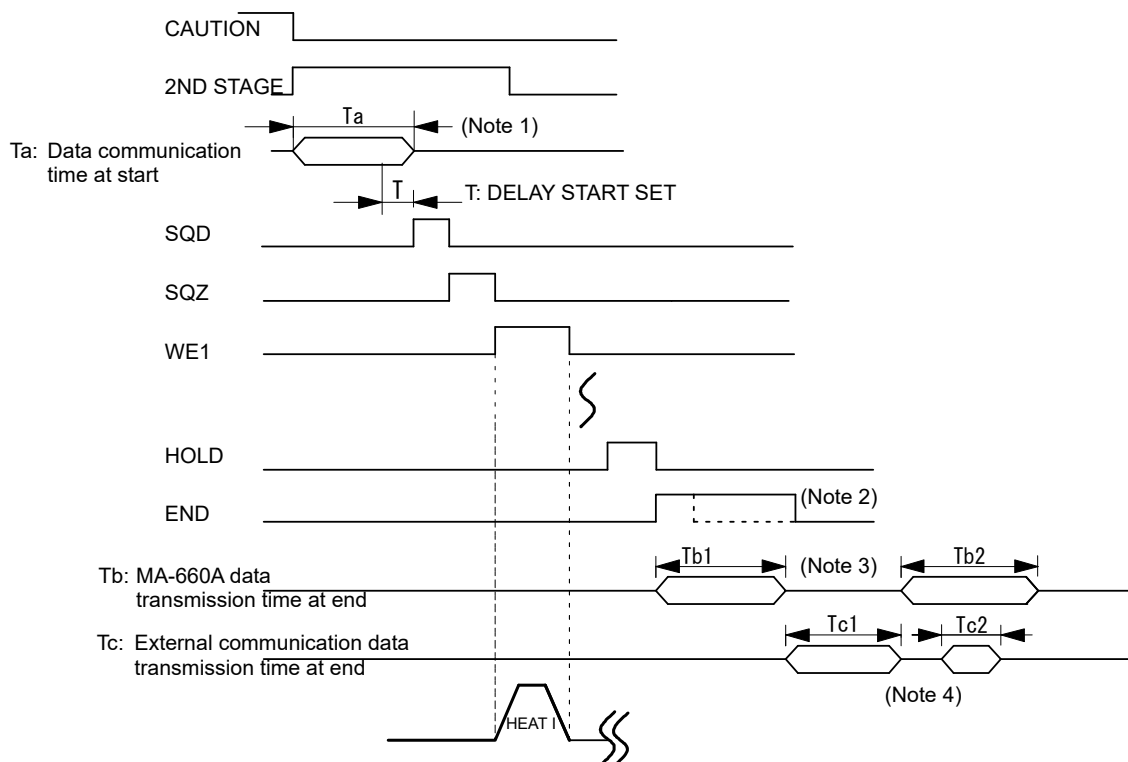 CAUTION
2ND STAGE
Ta
(Note 1)
Ta: Data communication
time at start
T
T: DELAY START SET
SQD
SQZ
WE1
HOLD
END
(Note 2)
Tb1
(Note 3)
Tb2
Tb: MA-660A data
transmission time at end
Tc1
Tc2
Tc: External communication data
transmission time at end
(Note 4)
HEAT I